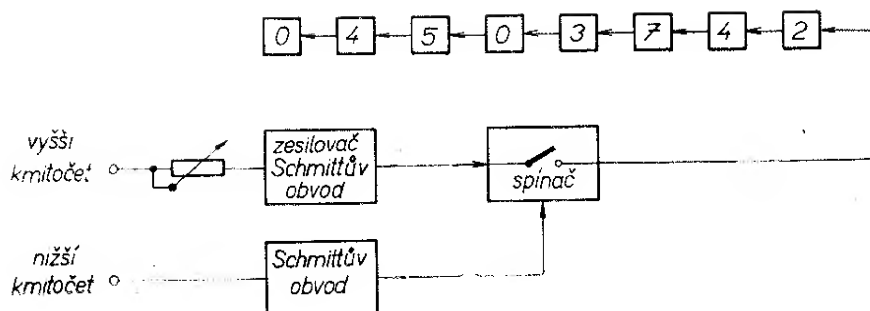 0 4 5 0 3 7 4 2
vyšší
kmitočet
zesilovač
Schmittův
obvod
spínač
nižší
kmitočet
Schmittův
obvod